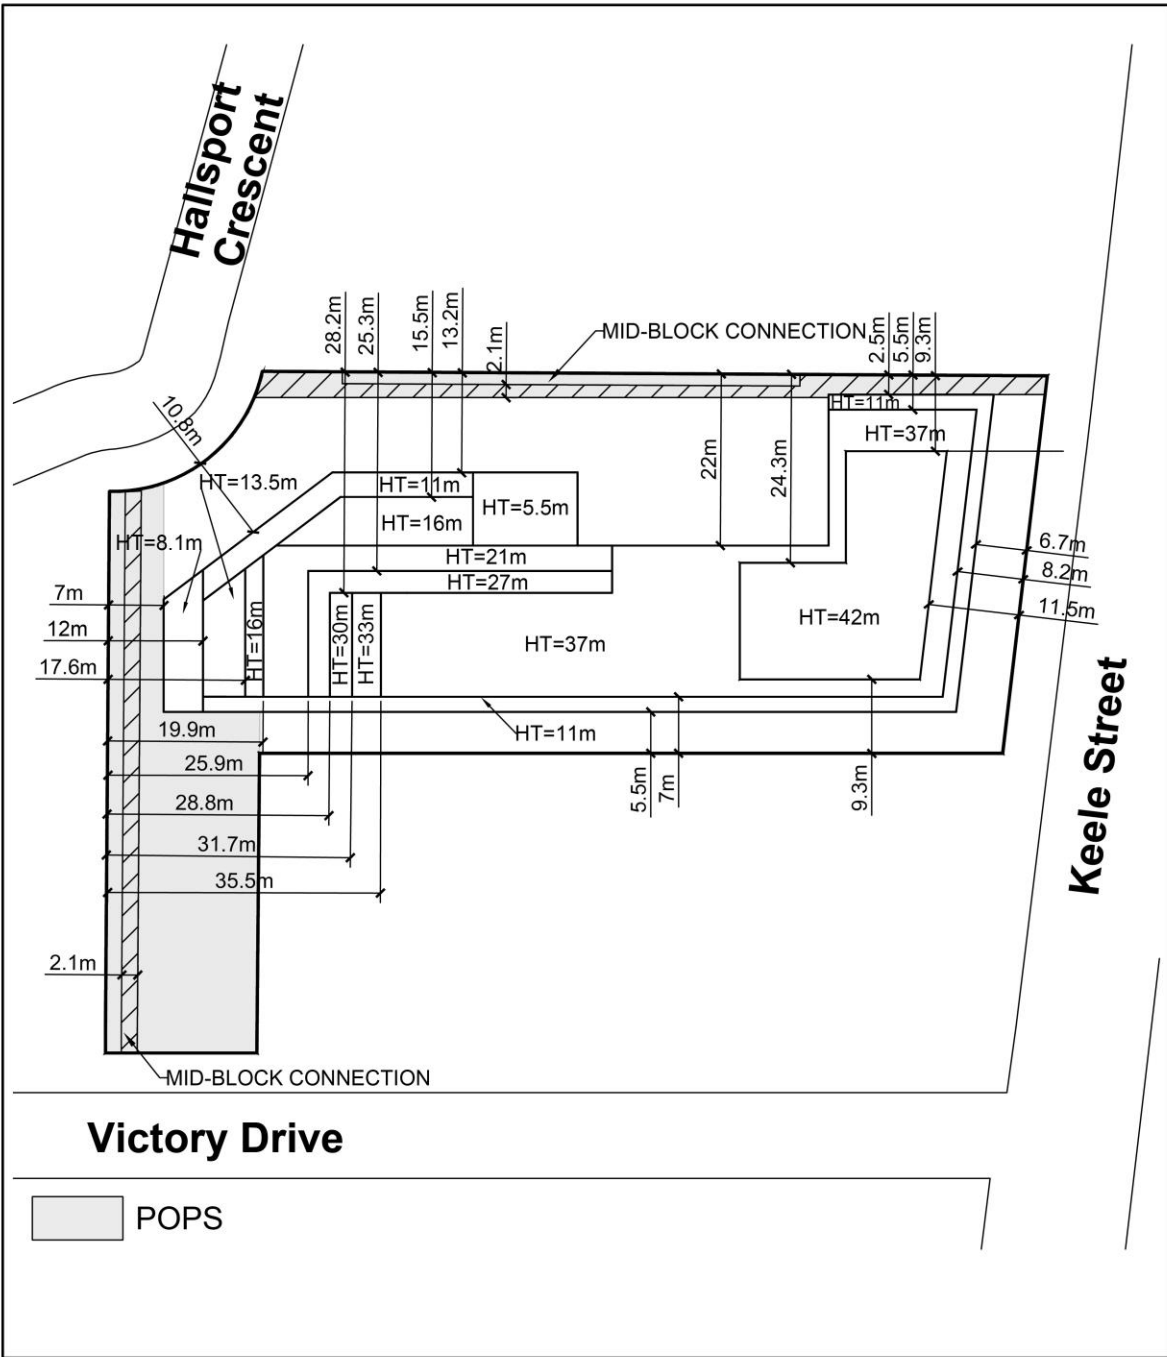 Hallsport
Crescent
28.2m
25.3m
15.5m
13.2m
2.1m
MID-BLOCK CONNECTION
2.5m
5.5m
9.3m
10.8m
HT=11m
HT=37m
HT=13.5m
HT=11m
22m
24.3m
HT=16m
HT=5.5m
HT=8.1m
HT=21m
6.7m
HT=27m
8.2m
7m
11.5m
12m
HT=16m
HT=30m
HT=33m
HT=37m
HT=42m
17.6m
19.9m
HT=11m
25.9m
5.5m
7m
9.3m
28.8m
31.7m
35.5m
Keele Street
2.1m
MID-BLOCK CONNECTION
Victory Drive
POPS